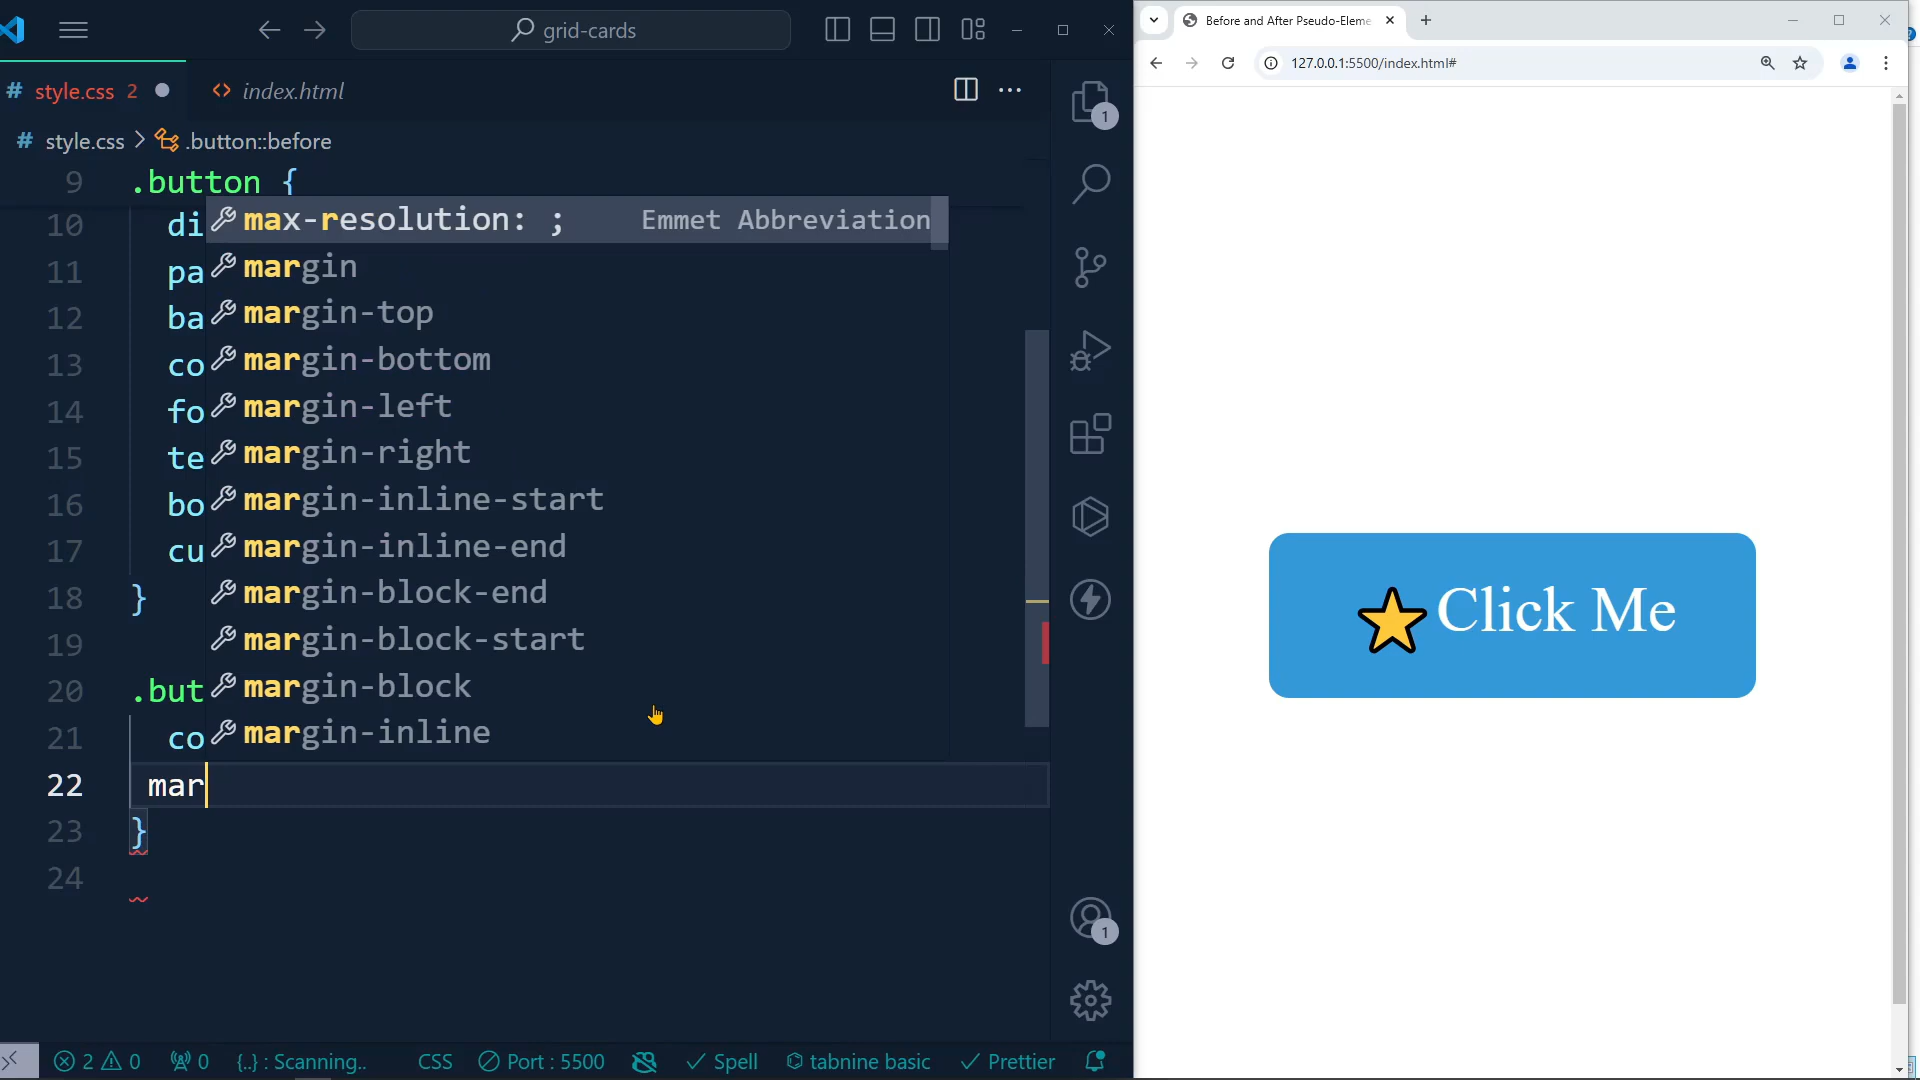 grid-cards
# style.css 2
<> index.html
# style.css > .button::before
9 .button {
10 di
11 pa
12 ba
13 co
14 fo
15 te
16 bo
17 cu
18 }
19
20 .but
21 co
22 mar
23 }
24
max-resolution: ; Emmet Abbreviation
margin
margin-top
margin-bottom
margin-left
margin-right
margin-inline-start
margin-inline-end
margin-block-end
margin-block-start
margin-block
margin-inline
1
1
2 0 0 {..} : Scanning.. CSS Port : 5500 Spell tabnine basic Prettier
Before and After Pseudo-Eleme
127.0.0.1:5500/index.html#
Click Me